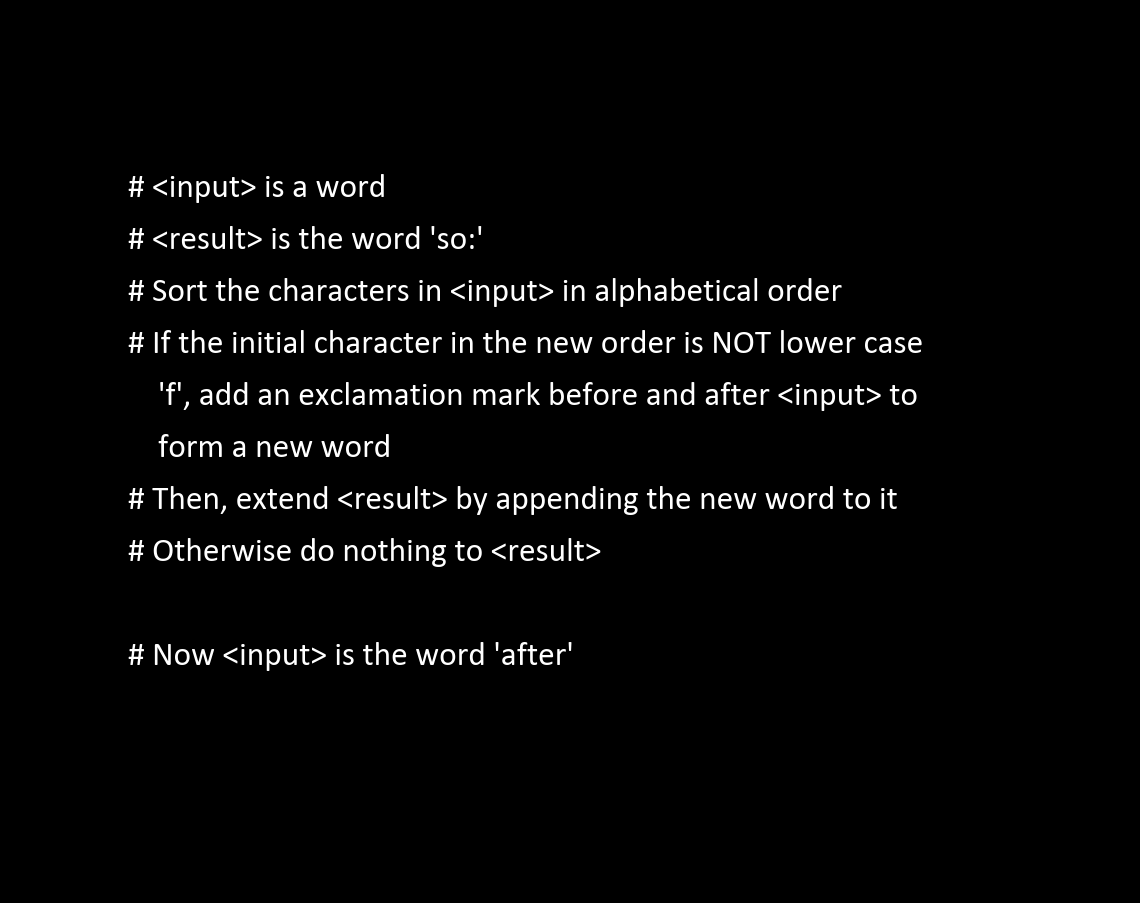 # <input> is a word
# <result> is the word 'so:'
# Sort the characters in <input> in alphabetical order
# If the initial character in the new order is NOT lower case
'f', add an exclamation mark before and after <input> to
form a new word
# Then, extend <result> by appending the new word to it
# Otherwise do nothing to <result>
# Now <input> is the word 'after'